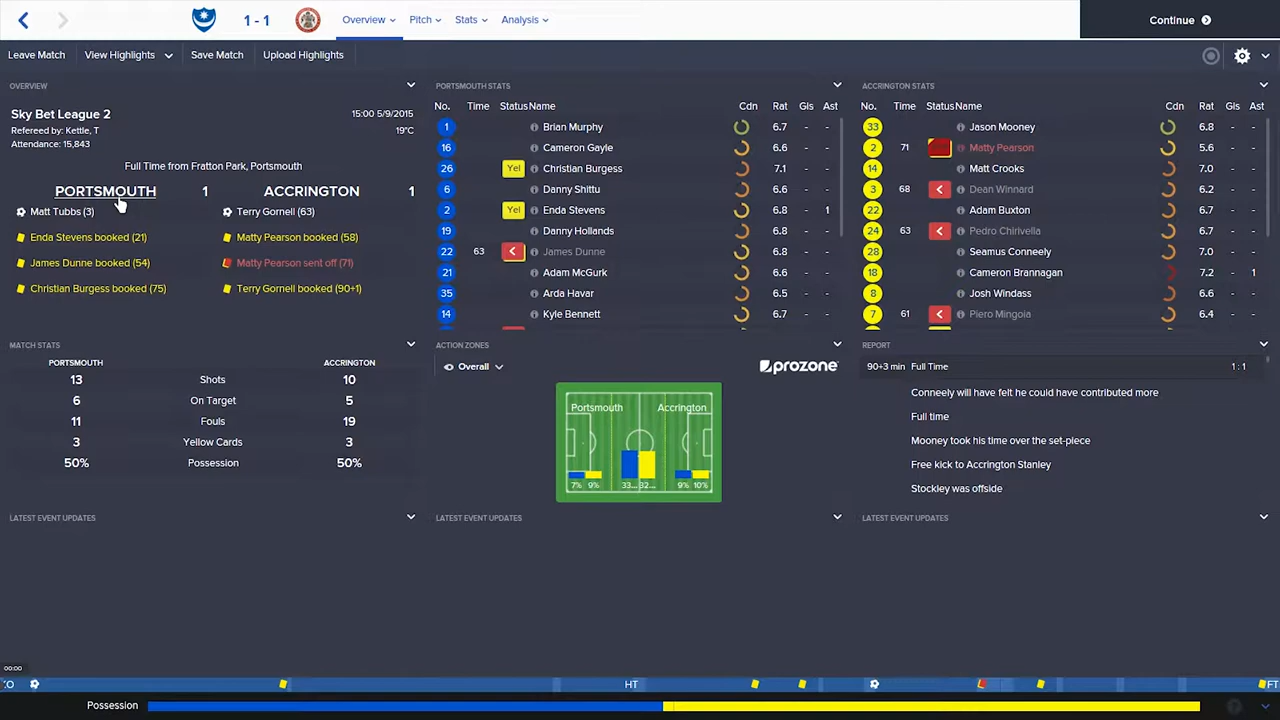 1 - 1 Overview Pitch Stats Analysis Continue
Leave Match View Highlights Save Match Upload Highlights
OVERVIEW
Sky Bet League 2 15:00 5/9/2015
Refereed by: Kettle, T 19°C
Attendance: 15,843
Full Time from Fratton Park, Portsmouth
PORTSMOUTH 1 ACCRINGTON 1
Matt Tubbs (3) Terry Gornell (63)
Enda Stevens booked (21) Matty Pearson booked (58)
James Dunne booked (54) Matty Pearson sent off (71)
Christian Burgess booked (75) Terry Gornell booked (90+1)
PORTSMOUTH STATS
No. Time Status Name Cdn Rat Gls Ast
1 Brian Murphy 6.7 - -
16 Cameron Gayle 6.6 - -
26 Yel Christian Burgess 7.1 - -
6 Danny Shittu 6.6 - -
2 Yel Enda Stevens 6.8 - 1
19 Danny Hollands 6.8 - -
22 63 James Dunne 6.8 - -
21 Adam McGurk 6.6 - -
35 Arda Havar 6.5 - -
14 Kyle Bennett 6.7 - -
ACCRINGTON STATS
No. Time Status Name Cdn Rat Gls Ast
33 Jason Mooney 6.8 - -
2 71 Matty Pearson 5.6 - -
14 Matt Crooks 7.0 - -
3 68 Dean Winnard 6.2 - -
22 Adam Buxton 6.7 - -
24 63 Pedro Chirivella 6.7 - -
28 Seamus Conneely 7.0 - -
18 Cameron Brannagan 7.2 - 1
8 Josh Windass 6.6 - -
7 61 Piero Mingoia 6.4 - -
MATCH STATS
PORTSMOUTH ACCRINGTON
13 Shots 10
6 On Target 5
11 Fouls 19
3 Yellow Cards 3
50% Possession 50%
ACTION ZONES
Overall prozone
Portsmouth Accrington
7% 9% 33... 32... 9% 10%
REPORT
90+3 min Full Time 1 : 1
Conneely will have felt he could have contributed more
Full time
Mooney took his time over the set-piece
Free kick to Accrington Stanley
Stockley was offside
LATEST EVENT UPDATES LATEST EVENT UPDATES LATEST EVENT UPDATES
00:00
KO HT FT
Possession